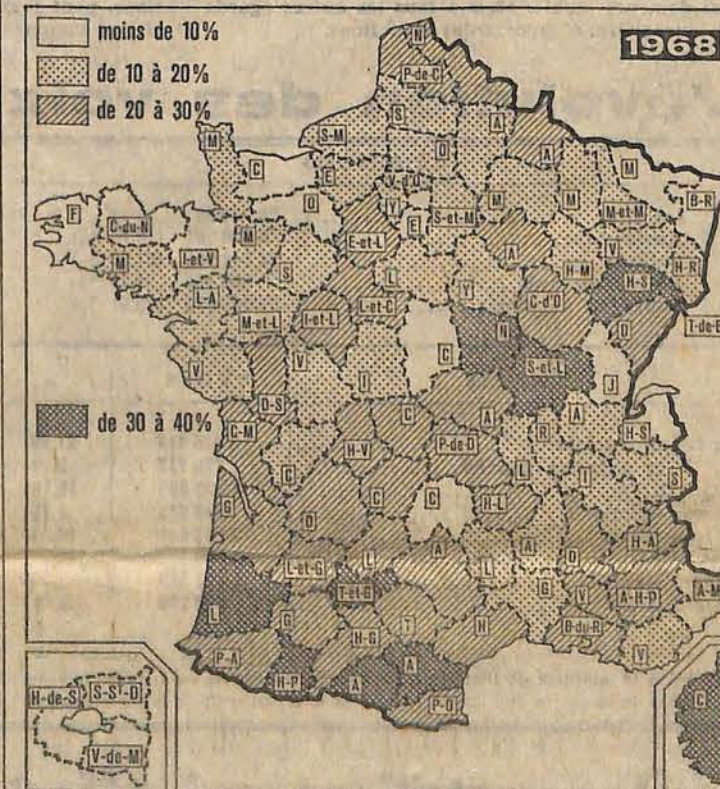 moins de 10%
de 10 à 20%
de 20 à 30%
1968
N
P-de-C
S
A
S-M
O
A
M
C
E
M
M
M
B-R
F
C-du-N
O
Y
E
S-et-M
M-et-M
M
I-et-V
M
S
E-et-L
A
V
H-M
H-S
H-R
L
Y
L-A
M-et-L
I-et-L
L-et-C
C-d'O
D
T-de-B
C
N
S-et-L
J
V
D-S
V
I
de 30 à 40%
C-M
C
A
R
A
H-S
H-V
P-de-D
C
C
L
I
S
G
D
C
H-L
L-et-G
L
A
L
A
D
H-A
L
T-et-G
G
T
G
V
A-H-P
A-M
H-G
H
B-du-R
V
P-A
H-P
A
A
P-O
H-de-S
S-St-D
V-de-M
C